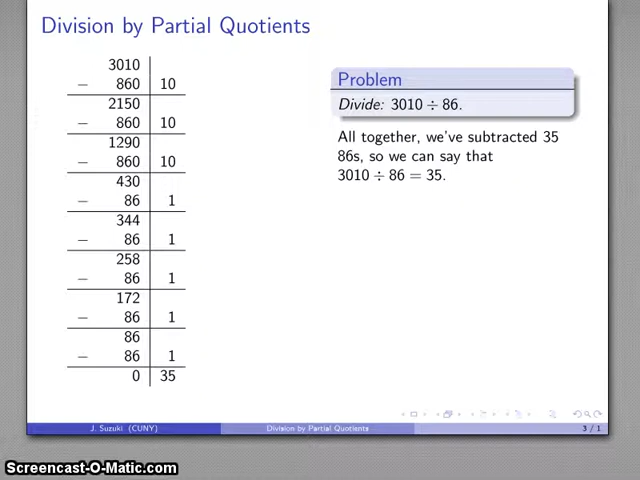 Division by Partial Quotients
3010
− 860 10
2150
− 860 10
1290
− 860 10
430
− 86 1
344
− 86 1
258
− 86 1
172
− 86 1
86
− 86 1
0 35
Problem
Divide: 3010 ÷ 86.
All together, we've subtracted 35
86s, so we can say that
3010 ÷ 86 = 35.
J. Suzuki (CUNY) Division by Partial Quotients 3 / 1
Screencast-O-Matic.com